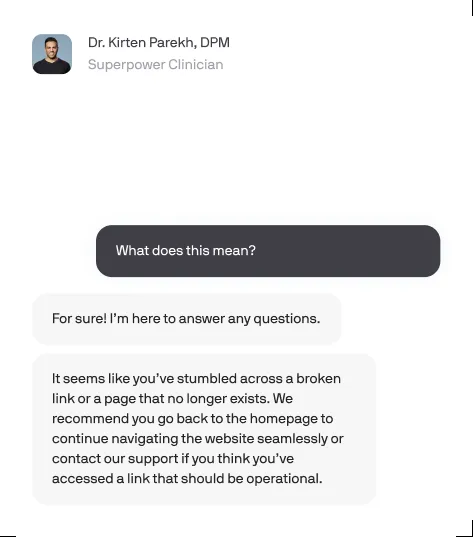 Dr. Kirten Parekh, DPM
Superpower Clinician
What does this mean?
For sure! I'm here to answer any questions.
It seems like you've stumbled across a broken
link or a page that no longer exists. We
recommend you go back to the homepage to
continue navigating the website seamlessly or
contact our support if you think you've
accessed a link that should be operational.